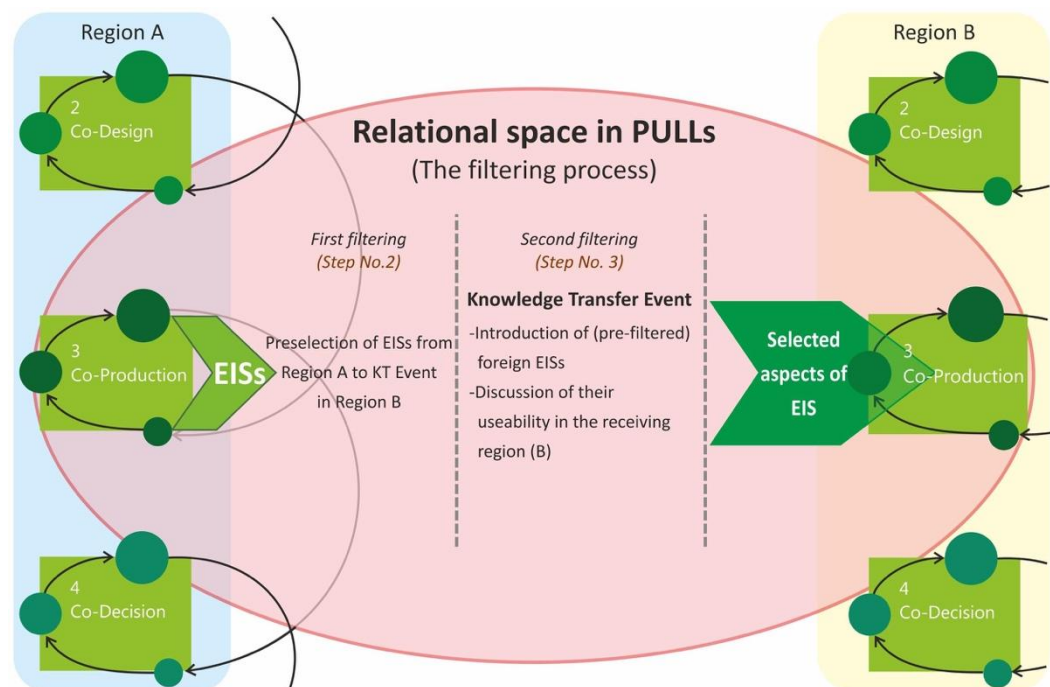 Region A
Region B
2
Co-Design
2
Co-Design
Relational space in PULLs
(The filtering process)
First filtering
(Step No.2)
Second filtering
(Step No. 3)
3
Co-Production
EISs
Preselection of EISs from
Region A to KT Event
in Region B
Knowledge Transfer Event
-Introduction of (pre-filtered)
foreign EISs
-Discussion of their
useability in the receiving
region (B)
Selected
aspects of
EIS
3
Co-Production
4
Co-Decision
4
Co-Decision